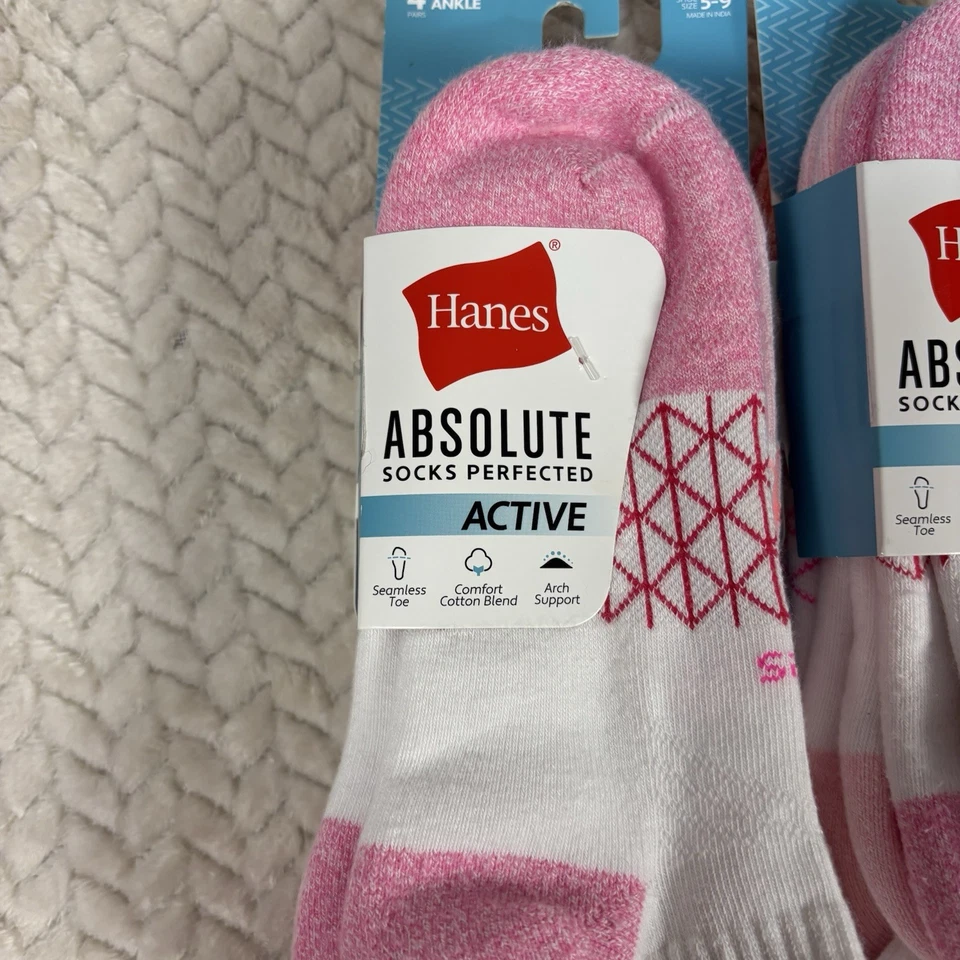 4 ANKLE
PAIRS
SIZE 5-9
MADE IN INDIA
Hanes®
ABSOLUTE
SOCKS PERFECTED
ACTIVE
Seamless
Toe
Comfort
Cotton Blend
Arch
Support
H
ABS
SOCK
Seamless
Toe